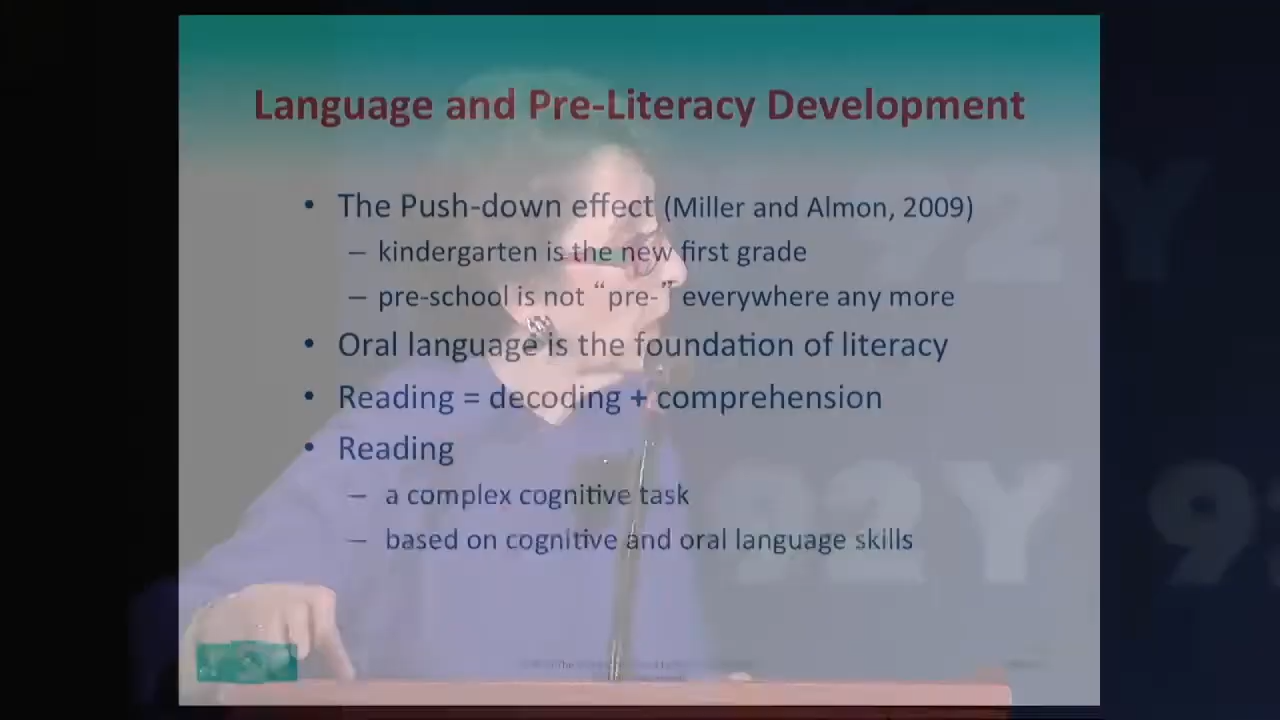 Language and Pre-Literacy Development
• The Push-down effect (Miller and Almon, 2009)
– kindergarten is the new first grade
– pre-school is not “pre-” everywhere any more
• Oral language is the foundation of literacy
• Reading = decoding + comprehension
• Reading
– a complex cognitive task
– based on cognitive and oral language skills
92Y
92Y